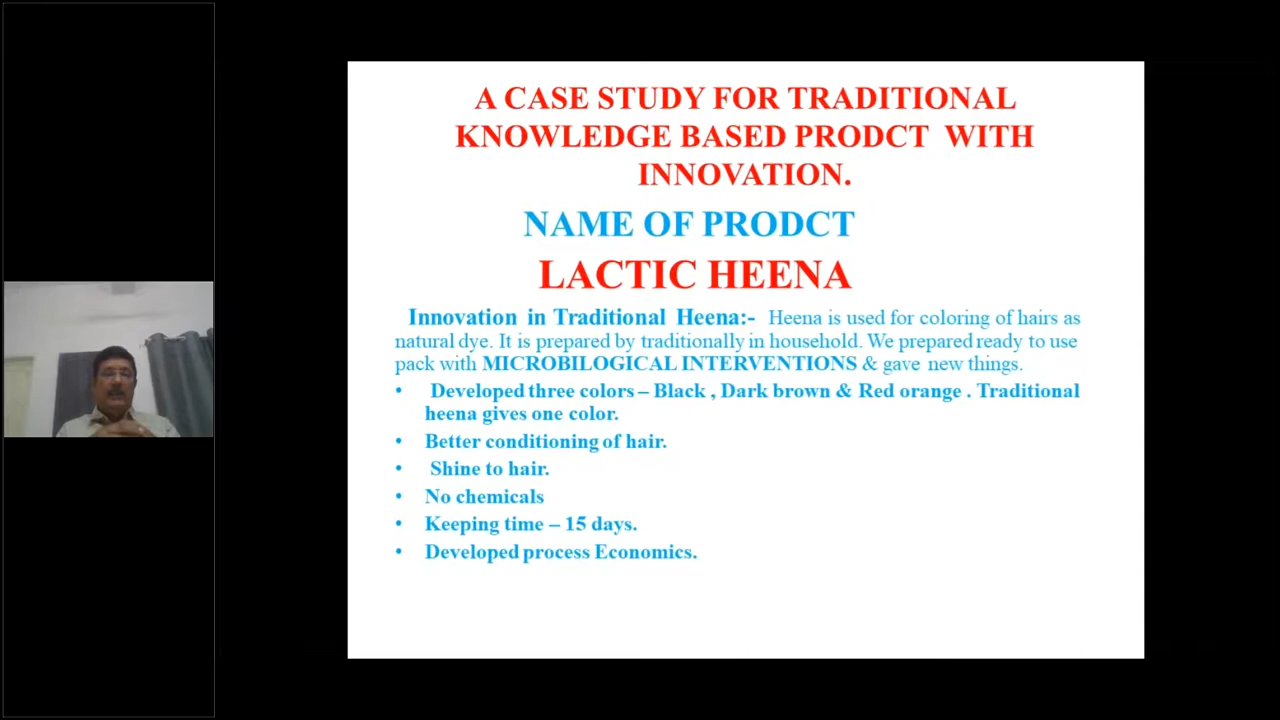 A CASE STUDY FOR TRADITIONAL
KNOWLEDGE BASED PRODCT WITH
INNOVATION.
NAME OF PRODCT
LACTIC HEENA
Innovation in Traditional Heena:- Heena is used for coloring of hairs as
natural dye. It is prepared by traditionally in household. We prepared ready to use
pack with MICROBILOGICAL INTERVENTIONS & gave new things.
• Developed three colors – Black , Dark brown & Red orange . Traditional
heena gives one color.
• Better conditioning of hair.
• Shine to hair.
• No chemicals
• Keeping time – 15 days.
• Developed process Economics.